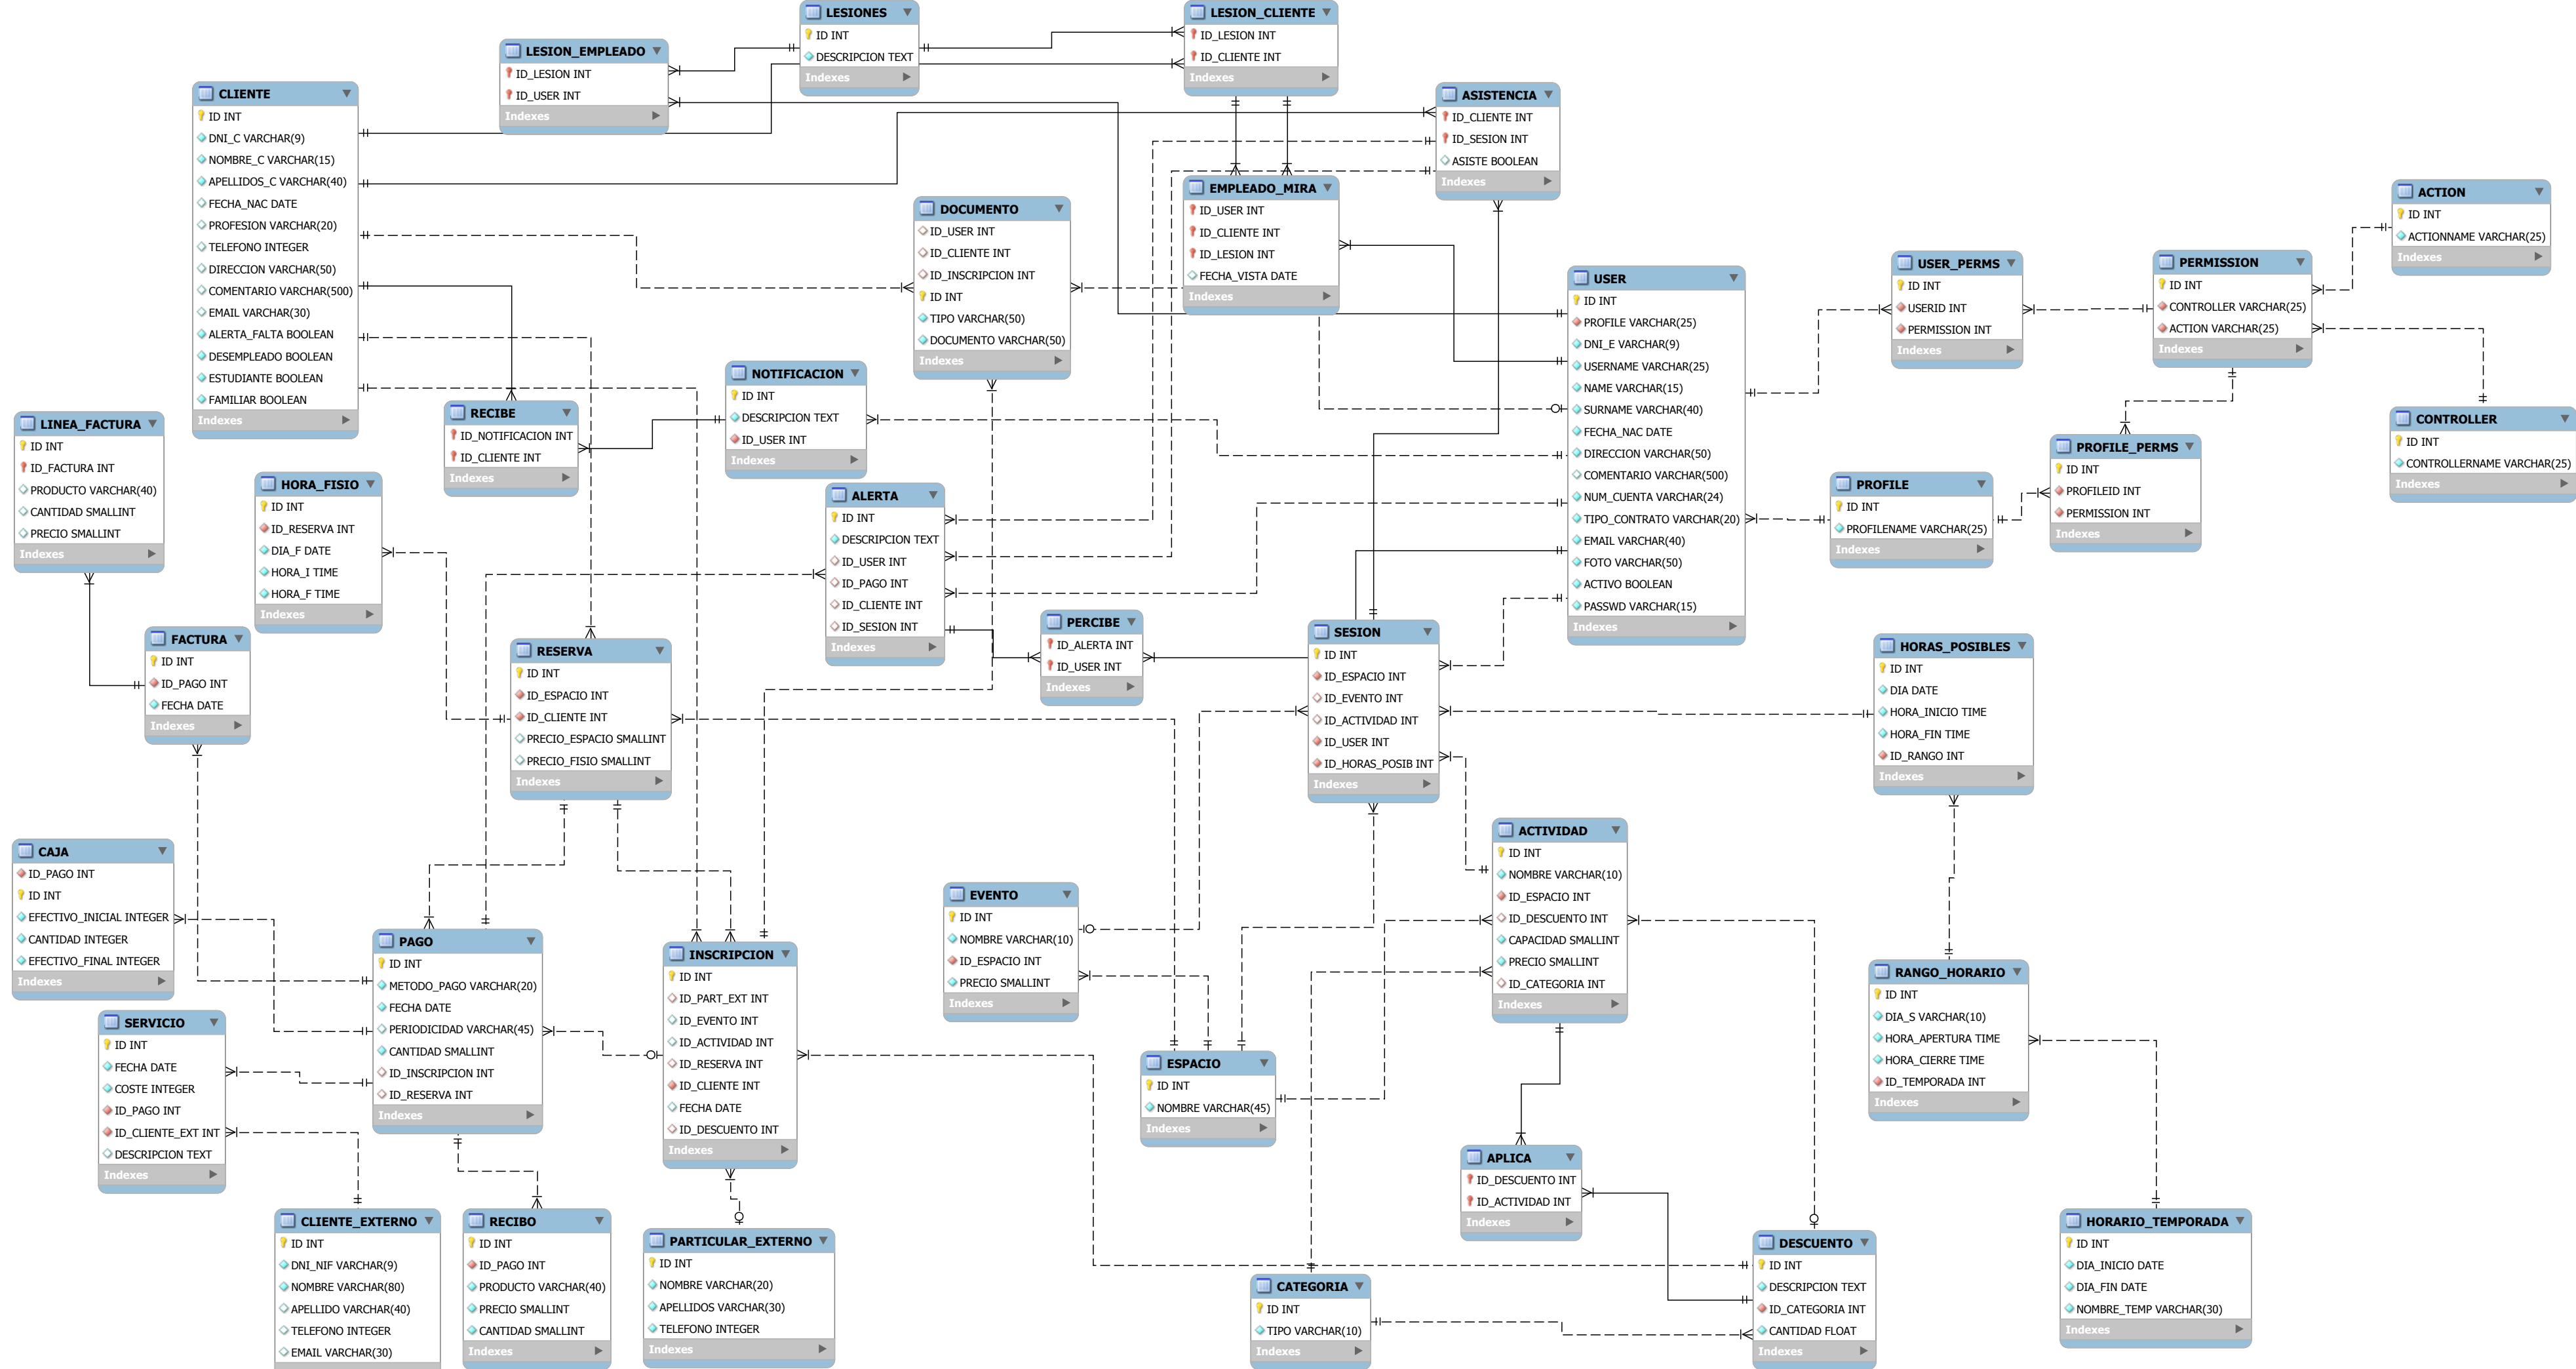 LESIONES
ID INT
DESCRIPCION TEXT
Indexes
LESION_CLIENTE
ID_LESION INT
ID_CLIENTE INT
Indexes
LESION_EMPLEADO
ID_LESION INT
ID_USER INT
Indexes
CLIENTE
ID INT
DNI_C VARCHAR(9)
NOMBRE_C VARCHAR(15)
APELLIDOS_C VARCHAR(40)
FECHA_NAC DATE
PROFESION VARCHAR(20)
TELEFONO INTEGER
DIRECCION VARCHAR(50)
COMENTARIO VARCHAR(500)
EMAIL VARCHAR(30)
ALERTA_FALTA BOOLEAN
DESEMPLEADO BOOLEAN
ESTUDIANTE BOOLEAN
FAMILIAR BOOLEAN
Indexes
ASISTENCIA
ID_CLIENTE INT
ID_SESION INT
ASISTE BOOLEAN
Indexes
EMPLEADO_MIRA
ID_USER INT
ID_CLIENTE INT
ID_LESION INT
FECHA_VISTA DATE
Indexes
DOCUMENTO
ID_USER INT
ID_CLIENTE INT
ID_INSCRIPCION INT
ID INT
TIPO VARCHAR(50)
DOCUMENTO VARCHAR(50)
Indexes
ACTION
ID INT
ACTIONNAME VARCHAR(25)
Indexes
USER_PERMS
ID INT
USERID INT
PERMISSION INT
Indexes
PERMISSION
ID INT
CONTROLLER VARCHAR(25)
ACTION VARCHAR(25)
Indexes
USER
ID INT
PROFILE VARCHAR(25)
DNI_E VARCHAR(9)
USERNAME VARCHAR(25)
NAME VARCHAR(15)
SURNAME VARCHAR(40)
FECHA_NAC DATE
DIRECCION VARCHAR(50)
COMENTARIO VARCHAR(500)
NUM_CUENTA VARCHAR(24)
TIPO_CONTRATO VARCHAR(20)
EMAIL VARCHAR(40)
FOTO VARCHAR(50)
ACTIVO BOOLEAN
PASSWD VARCHAR(15)
Indexes
NOTIFICACION
ID INT
DESCRIPCION TEXT
ID_USER INT
Indexes
RECIBE
ID_NOTIFICACION INT
ID_CLIENTE INT
Indexes
LINEA_FACTURA
ID INT
ID_FACTURA INT
PRODUCTO VARCHAR(40)
CANTIDAD SMALLINT
PRECIO SMALLINT
Indexes
CONTROLLER
ID INT
CONTROLLERNAME VARCHAR(25)
Indexes
PROFILE_PERMS
ID INT
PROFILEID INT
PERMISSION INT
Indexes
HORA_FISIO
ID INT
ID_RESERVA INT
DIA_F DATE
HORA_I TIME
HORA_F TIME
Indexes
PROFILE
ID INT
PROFILENAME VARCHAR(25)
Indexes
ALERTA
ID INT
DESCRIPCION TEXT
ID_USER INT
ID_PAGO INT
ID_CLIENTE INT
ID_SESION INT
Indexes
PERCIBE
ID_ALERTA INT
ID_USER INT
Indexes
SESION
ID INT
ID_ESPACIO INT
ID_EVENTO INT
ID_ACTIVIDAD INT
ID_USER INT
ID_HORAS_POSIB INT
Indexes
FACTURA
ID INT
ID_PAGO INT
FECHA DATE
Indexes
RESERVA
ID INT
ID_ESPACIO INT
ID_CLIENTE INT
PRECIO_ESPACIO SMALLINT
PRECIO_FISIO SMALLINT
Indexes
HORAS_POSIBLES
ID INT
DIA DATE
HORA_INICIO TIME
HORA_FIN TIME
ID_RANGO INT
Indexes
ACTIVIDAD
ID INT
NOMBRE VARCHAR(10)
ID_ESPACIO INT
ID_DESCUENTO INT
CAPACIDAD SMALLINT
PRECIO SMALLINT
ID_CATEGORIA INT
Indexes
CAJA
ID_PAGO INT
ID INT
EFECTIVO_INICIAL INTEGER
CANTIDAD INTEGER
EFECTIVO_FINAL INTEGER
Indexes
EVENTO
ID INT
NOMBRE VARCHAR(10)
ID_ESPACIO INT
PRECIO SMALLINT
Indexes
PAGO
ID INT
METODO_PAGO VARCHAR(20)
FECHA DATE
PERIODICIDAD VARCHAR(45)
CANTIDAD SMALLINT
ID_INSCRIPCION INT
ID_RESERVA INT
Indexes
INSCRIPCION
ID INT
ID_PART_EXT INT
ID_EVENTO INT
ID_ACTIVIDAD INT
ID_RESERVA INT
ID_CLIENTE INT
FECHA DATE
ID_DESCUENTO INT
Indexes
RANGO_HORARIO
ID INT
DIA_S VARCHAR(10)
HORA_APERTURA TIME
HORA_CIERRE TIME
ID_TEMPORADA INT
Indexes
SERVICIO
ID INT
FECHA DATE
COSTE INTEGER
ID_PAGO INT
ID_CLIENTE_EXT INT
DESCRIPCION TEXT
Indexes
ESPACIO
ID INT
NOMBRE VARCHAR(45)
Indexes
APLICA
ID_DESCUENTO INT
ID_ACTIVIDAD INT
Indexes
CLIENTE_EXTERNO
ID INT
DNI_NIF VARCHAR(9)
NOMBRE VARCHAR(80)
APELLIDO VARCHAR(40)
TELEFONO INTEGER
EMAIL VARCHAR(30)
RECIBO
ID INT
ID_PAGO INT
PRODUCTO VARCHAR(40)
PRECIO SMALLINT
CANTIDAD SMALLINT
Indexes
PARTICULAR_EXTERNO
ID INT
NOMBRE VARCHAR(20)
APELLIDOS VARCHAR(30)
TELEFONO INTEGER
Indexes
CATEGORIA
ID INT
TIPO VARCHAR(10)
Indexes
DESCUENTO
ID INT
DESCRIPCION TEXT
ID_CATEGORIA INT
CANTIDAD FLOAT
Indexes
HORARIO_TEMPORADA
ID INT
DIA_INICIO DATE
DIA_FIN DATE
NOMBRE_TEMP VARCHAR(30)
Indexes